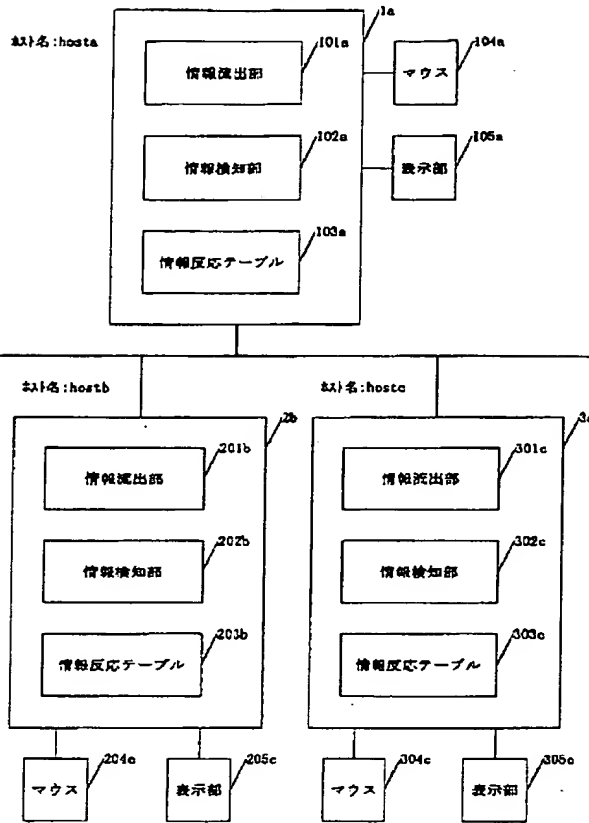 ホスト名:hosta
1a
情報流出部
101a
マウス
104a
情報検知部
102a
表示部
105a
情報反応テーブル
103a
ホスト名:hostb
2b
情報流出部
201b
情報検知部
202b
情報反応テーブル
203b
マウス
204c
表示部
205c
ホスト名:hostc
情報流出部
301c
情報検知部
302c
情報反応テーブル
303c
マウス
304c
表示部
305c